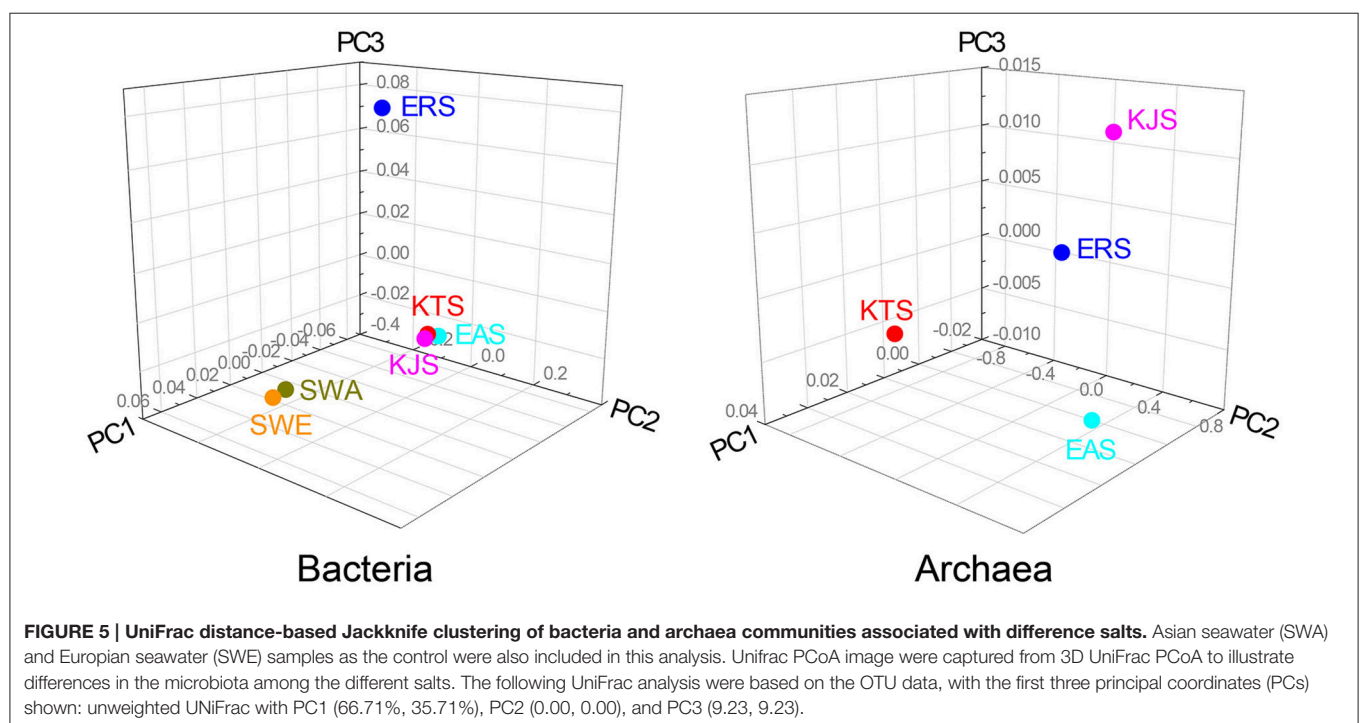 PC3
0.08
ERS
0.06
0.04
0.02
0.00
-0.02
KTS
-0.4
EAS
-0.06
-0.04
0.2
0.0
KJS
-0.02
0.00
0.2
0.02
SWA
0.04
0.06
SWE
PC1
PC2
Bacteria
PC3
0.015
0.010
KJS
0.005
0.000
ERS
-0.005
KTS
-0.010
-0.02
-0.8
0.00
-0.4
0.0
0.02
0.4
0.04
0.8
PC1
PC2
EAS
Archaea
FIGURE 5 | UniFrac distance-based Jackknife clustering of bacteria and archaea communities associated with difference salts. Asian seawater (SWA)
and Europian seawater (SWE) samples as the control were also included in this analysis. Unifrac PCoA image were captured from 3D UniFrac PCoA to illustrate
differences in the microbiota among the different salts. The following UniFrac analysis were based on the OTU data, with the first three principal coordinates (PCs)
shown: unweighted UNiFrac with PC1 (66.71%, 35.71%), PC2 (0.00, 0.00), and PC3 (9.23, 9.23).